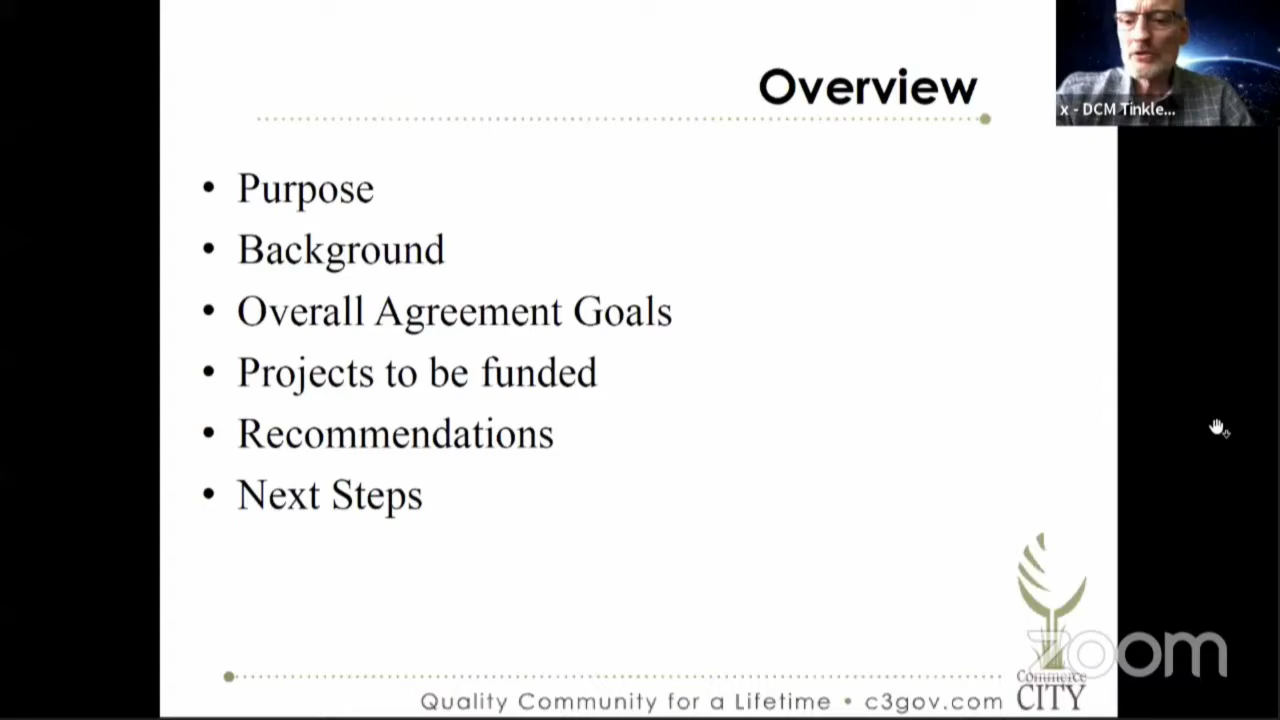 Overview
x - DCM Tinkle...
• Purpose
• Background
• Overall Agreement Goals
• Projects to be funded
• Recommendations
• Next Steps
zoom
Commerce
CITY
Quality Community for a Lifetime • c3gov.com